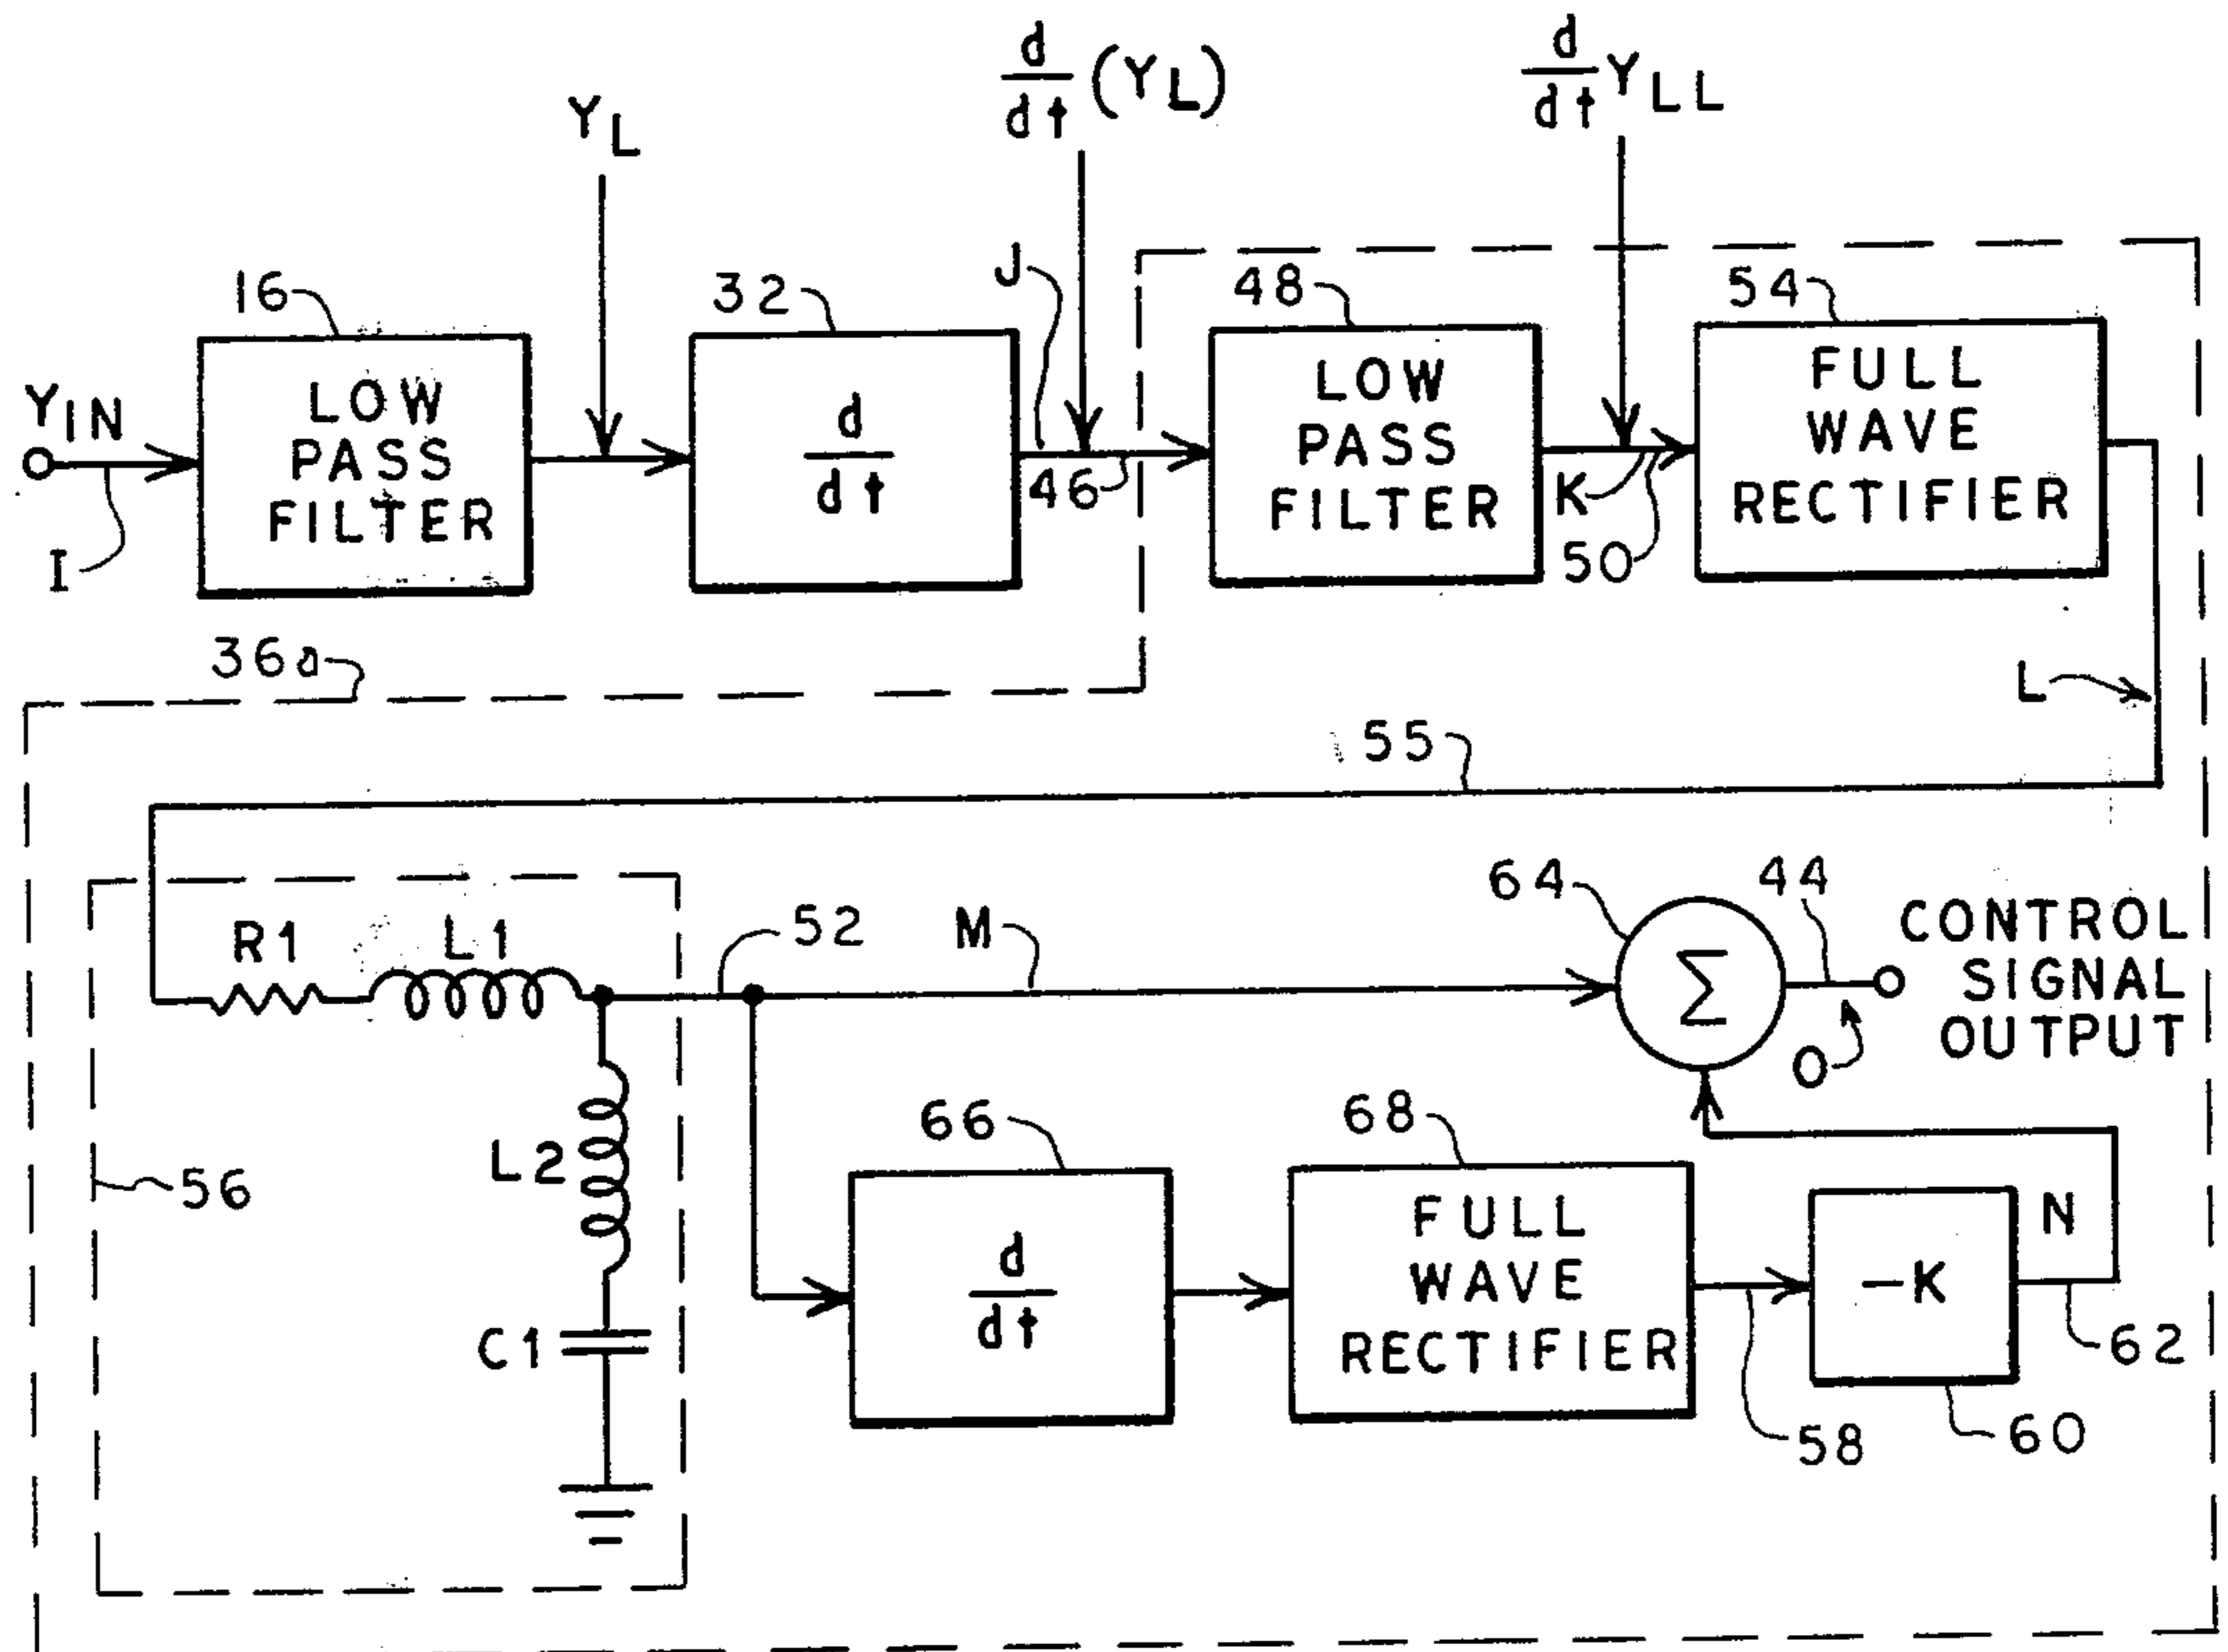 d/dt (YL)
d/dt YLL
YL
J
16
32
48
54
YIN
LOW
PASS
FILTER
d/dt
LOW
PASS
FILTER
FULL
WAVE
RECTIFIER
I
46
K
50
36a
L
55
R1
L1
52
M
64
Σ
44
CONTROL
SIGNAL
OUTPUT
O
L2
56
C1
66
d/dt
68
FULL
WAVE
RECTIFIER
58
-K
N
62
60